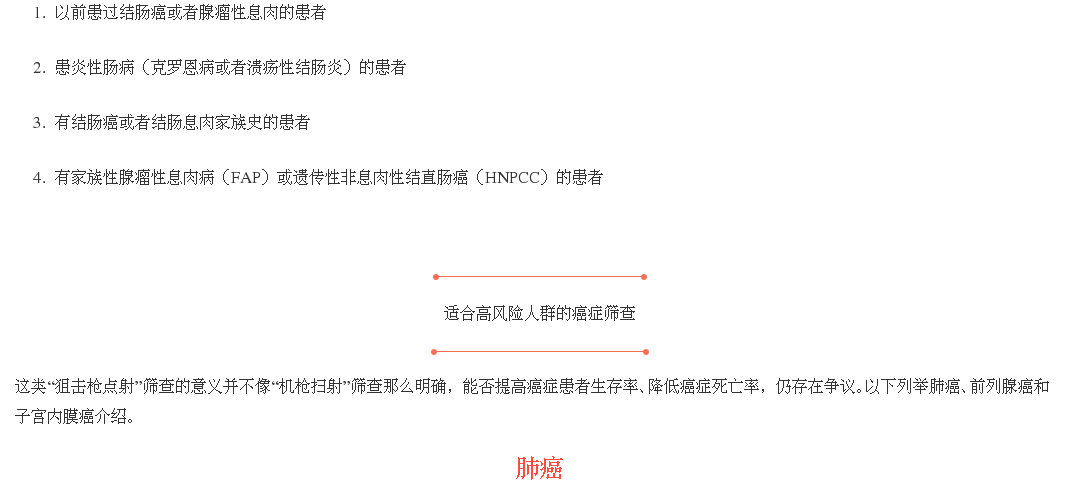 1. 以前患过结肠癌或者腺瘤性息肉的患者
2. 患炎性肠病（克罗恩病或者溃疡性结肠炎）的患者
3. 有结肠癌或者结肠息肉家族史的患者
4. 有家族性腺瘤性息肉病（FAP）或遗传性非息肉性结直肠癌（HNPCC）的患者
适合高风险人群的癌症筛查
这类“狙击枪点射”筛查的意义并不像“机枪扫射”筛查那么明确，能否提高癌症患者生存率、降低癌症死亡率，仍存在争议。以下列举肺癌、前列腺癌和
子宫内膜癌介绍。
肺癌